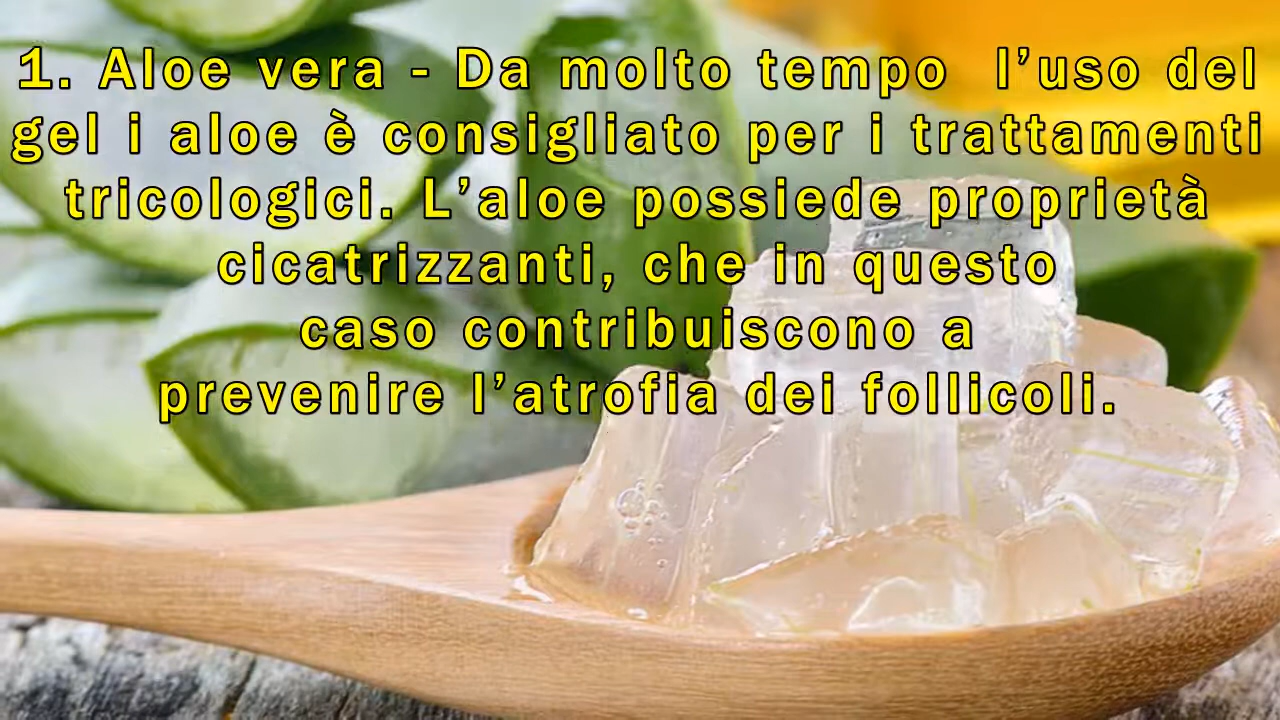 1. Aloe vera - Da molto tempo  l’uso del
gel i aloe è consigliato per i trattamenti
tricologici. L’aloe possiede proprietà
cicatrizzanti, che in questo
caso contribuiscono a
prevenire l’atrofia dei follicoli.